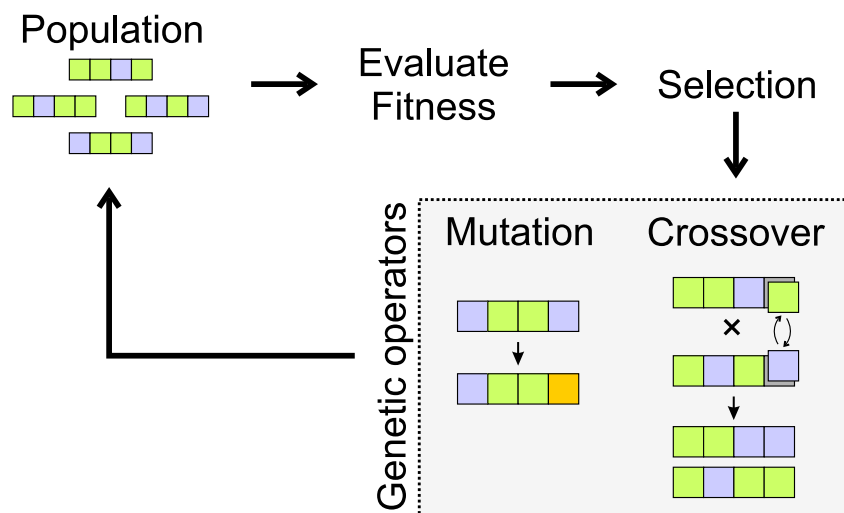 Population
Evaluate
Fitness
Selection
Genetic operators
Mutation
Crossover